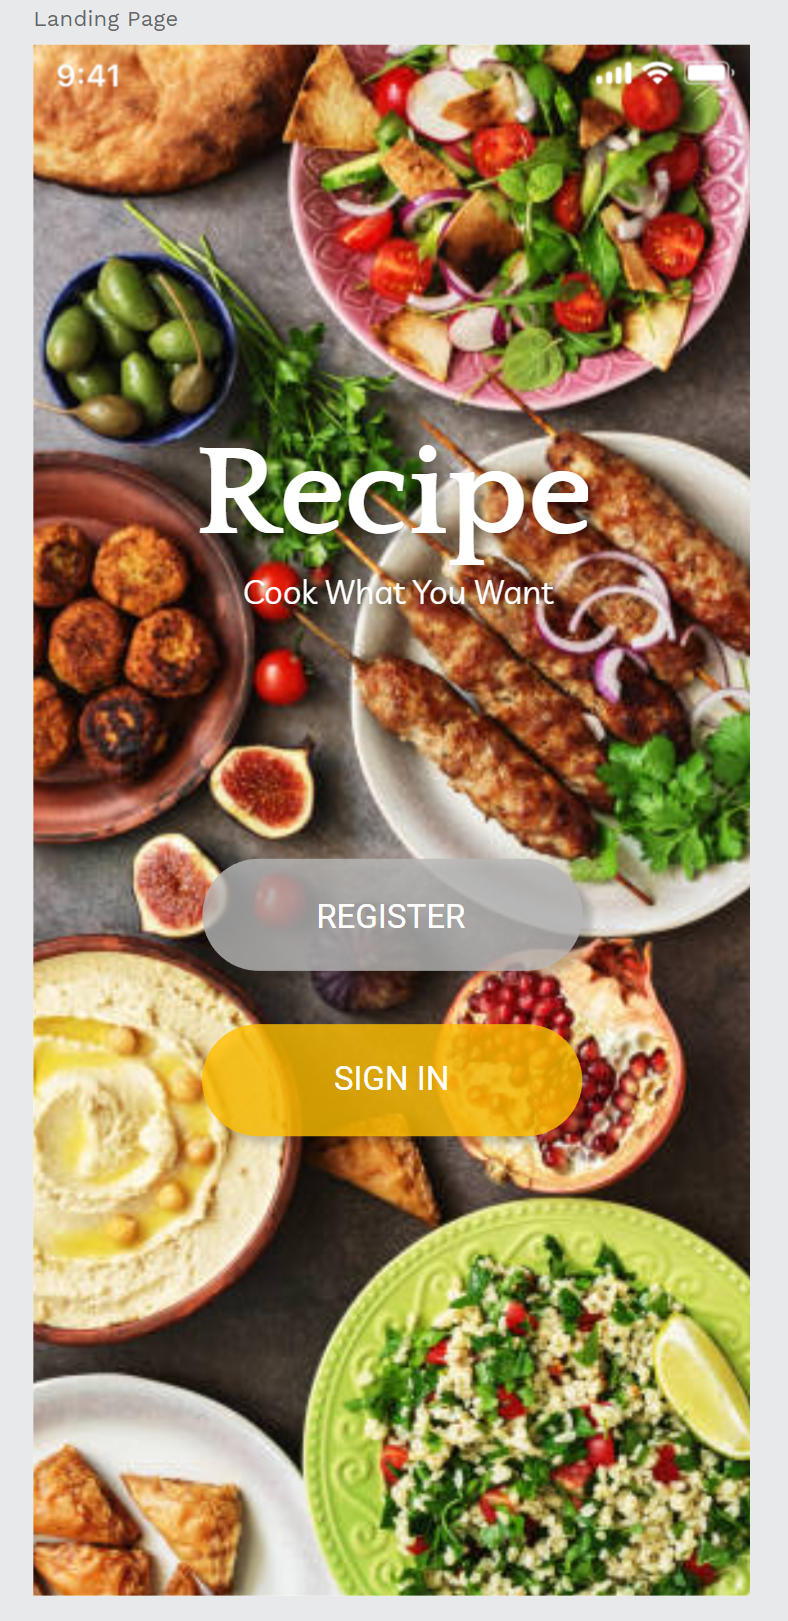 Landing Page
9:41
Recipe
Cook What You Want
REGISTER
SIGN IN